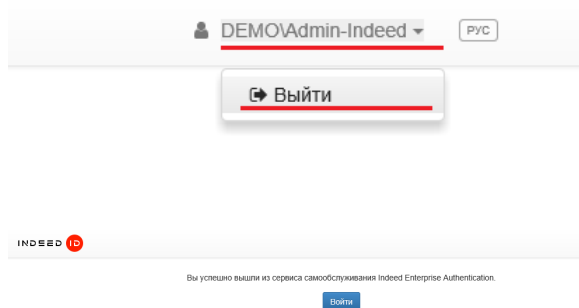 DEMO\Admin-Indeed
РУС
Выйти
INDEED ID
Вы успешно вышли из сервиса самообслуживания Indeed Enterprise Authentication.
Войти